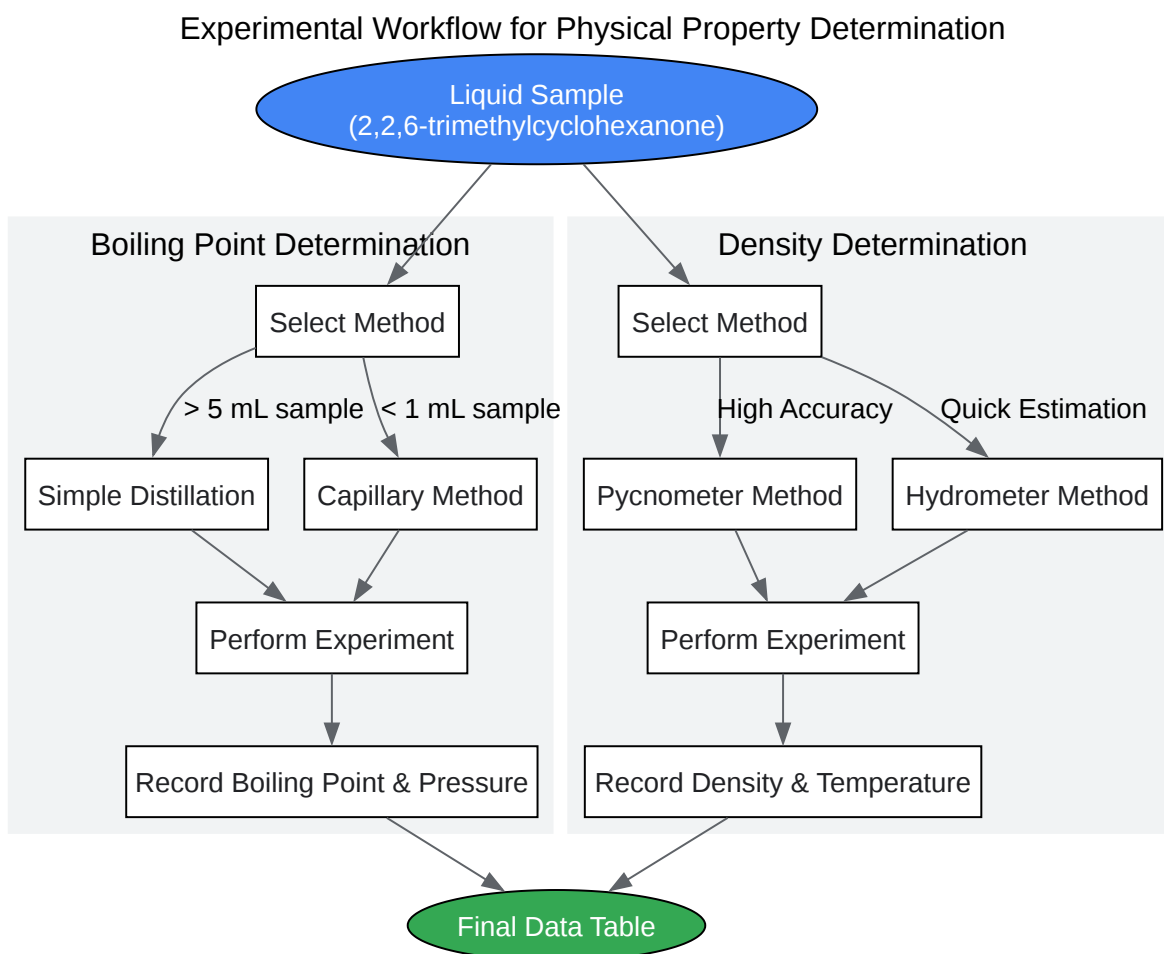 Experimental Workflow for Physical Property Determination
Liquid Sample
(2,2,6-trimethylcyclohexanone)
Boiling Point Determination
Select Method
> 5 mL sample
< 1 mL sample
Simple Distillation
Capillary Method
Perform Experiment
Record Boiling Point & Pressure
Density Determination
Select Method
High Accuracy
Quick Estimation
Pycnometer Method
Hydrometer Method
Perform Experiment
Record Density & Temperature
Final Data Table